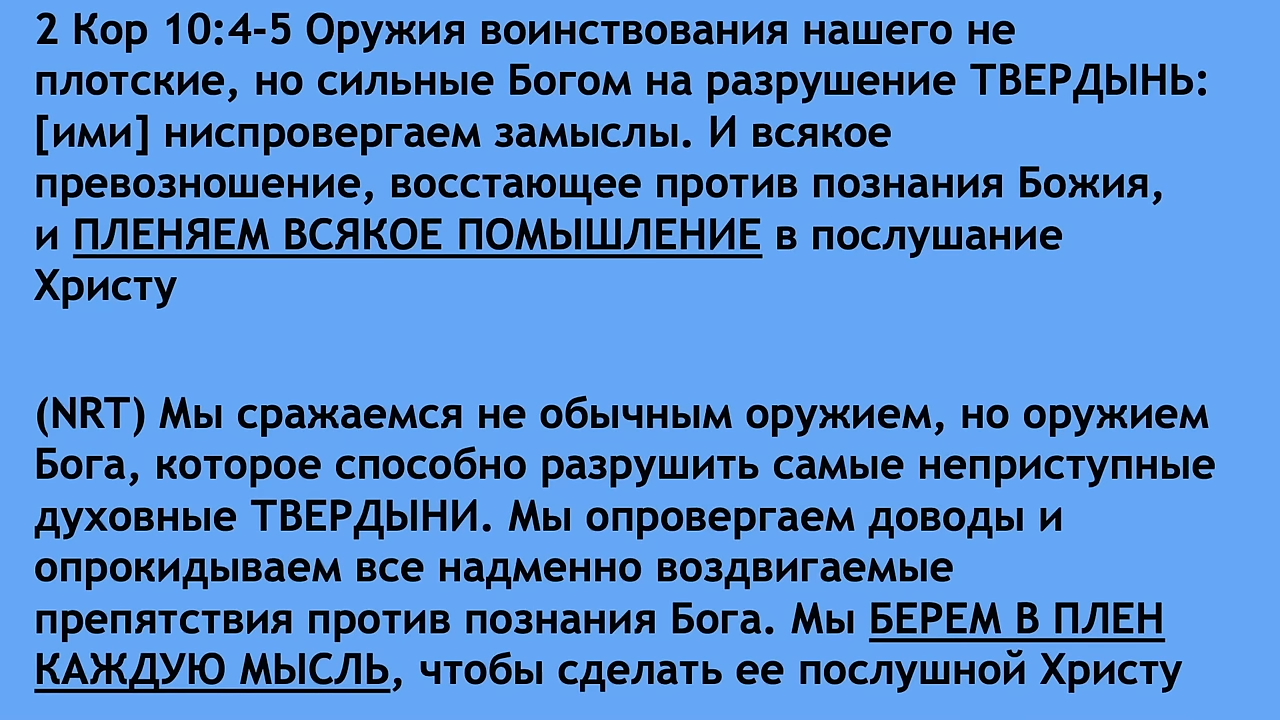 2 Кор 10:4-5 Оружия воинствования нашего не
плотские, но сильные Богом на разрушение ТВЕРДЫНЬ:
[ими] ниспровергаем замыслы. И всякое
превозношение, восстающее против познания Божия,
и ПЛЕНЯЕМ ВСЯКОЕ ПОМЫШЛЕНИЕ в послушание
Христу
(NRT) Мы сражаемся не обычным оружием, но оружием
Бога, которое способно разрушить самые неприступные
духовные ТВЕРДЫНИ. Мы опровергаем доводы и
опрокидываем все надменно воздвигаемые
препятствия против познания Бога. Мы БЕРЕМ В ПЛЕН
КАЖДУЮ МЫСЛЬ, чтобы сделать ее послушной Христу